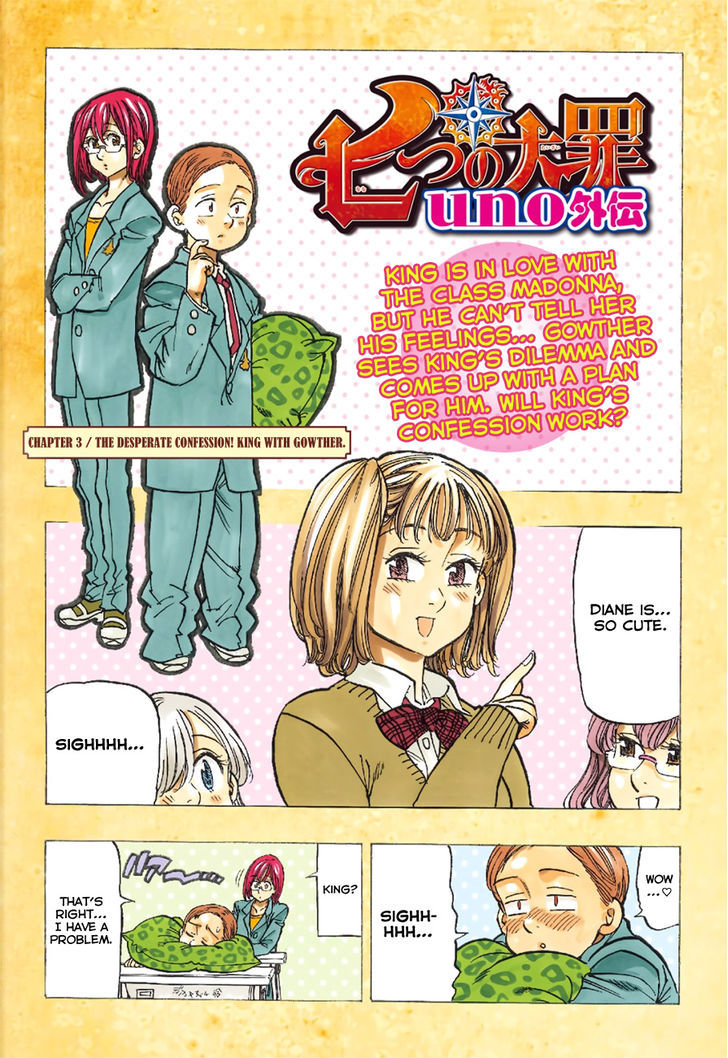 七つの大罪
uno外伝
KING IS IN LOVE WITH
THE CLASS MADONNA,
BUT HE CAN'T TELL HER
HIS FEELINGS... GOWTHER
SEES KING'S DILEMMA AND
COMES UP WITH A PLAN
FOR HIM. WILL KING'S
CONFESSION WORK?
CHAPTER 3 / THE DESPERATE CONFESSION! KING WITH GOWTHER.
DIANE IS...
SO CUTE.
SIGHHHH...
WOW
...♡
SIGHH-
HHH...
KING?
THAT'S
RIGHT...
I HAVE A
PROBLEM.